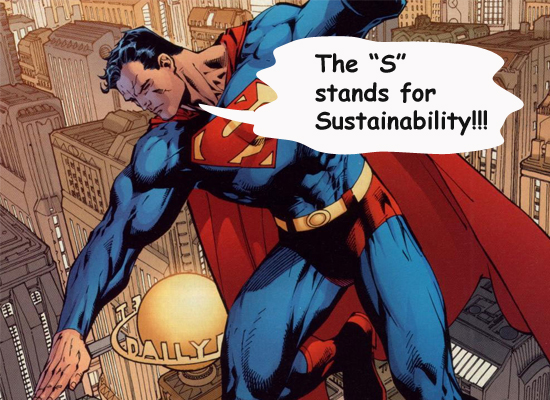 The “S”
stands for
Sustainability!!!
S
DAILY